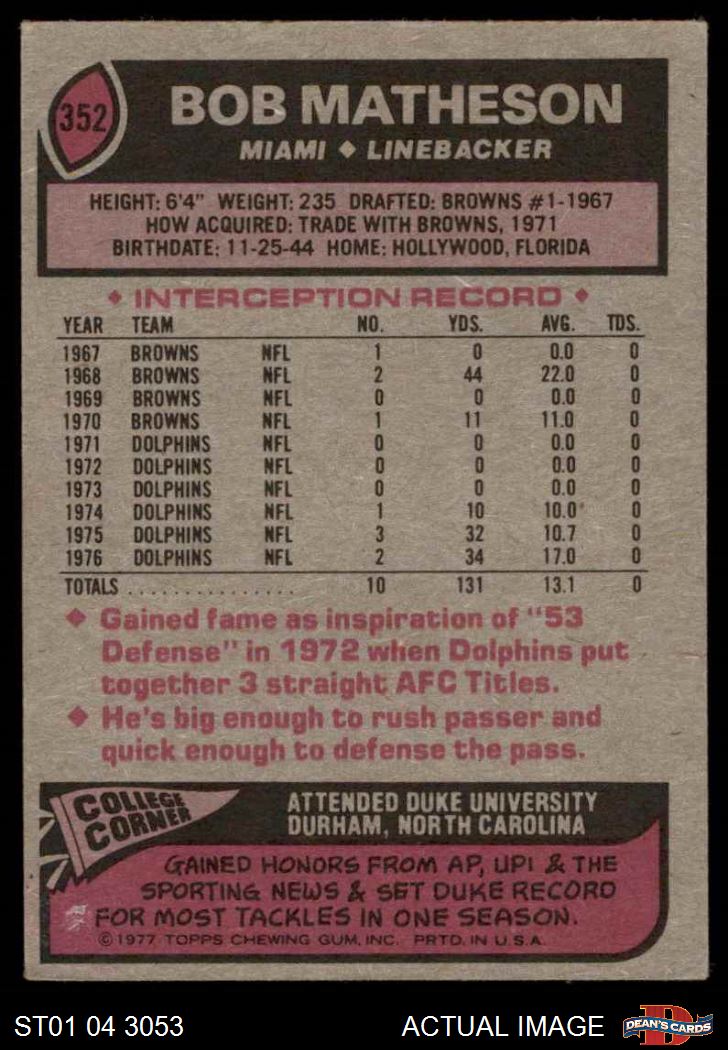 352
BOB MATHESON
MIAMI ◆ LINEBACKER
HEIGHT: 6'4" WEIGHT: 235 DRAFTED: BROWNS #1-1967
HOW ACQUIRED: TRADE WITH BROWNS, 1971
BIRTHDATE: 11-25-44 HOME: HOLLYWOOD, FLORIDA
◆ INTERCEPTION RECORD ◆
YEAR TEAM NO. YDS. AVG. TDS.
1967 BROWNS NFL 1 0 0.0 0
1968 BROWNS NFL 2 44 22.0 0
1969 BROWNS NFL 0 0 0.0 0
1970 BROWNS NFL 1 11 11.0 0
1971 DOLPHINS NFL 0 0 0.0 0
1972 DOLPHINS NFL 0 0 0.0 0
1973 DOLPHINS NFL 0 0 0.0 0
1974 DOLPHINS NFL 1 10 10.0 0
1975 DOLPHINS NFL 3 32 10.7 0
1976 DOLPHINS NFL 2 34 17.0 0
TOTALS . . . . . . . . . . . . . . . . 10 131 13.1 0
◆ Gained fame as inspiration of "53
Defense" in 1972 when Dolphins put
together 3 straight AFC Titles.
◆ He's big enough to rush passer and
quick enough to defense the pass.
COLLEGE
CORNER
ATTENDED DUKE UNIVERSITY
DURHAM, NORTH CAROLINA
GAINED HONORS FROM AP, UPI & THE
SPORTING NEWS & SET DUKE RECORD
FOR MOST TACKLES IN ONE SEASON.
©1977 TOPPS CHEWING GUM, INC. PRTD. IN U.S.A.
ST01 04 3053
ACTUAL IMAGE
D
DEAN'S CARDS